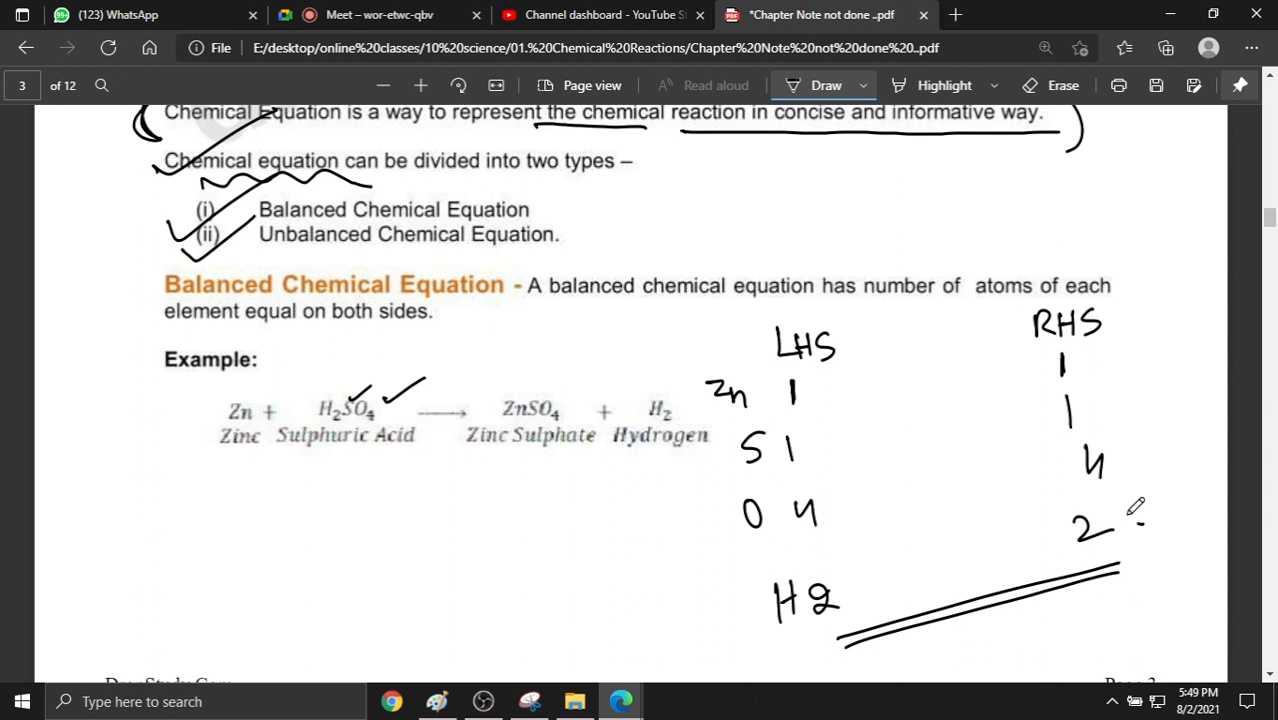 (123) WhatsApp
Meet – wor-etwc-qbv
Channel dashboard - YouTube S
*Chapter Note not done ..pdf
File
E:/desktop/online%20classes/10%20science/01.%20Chemical%20Reactions/Chapter%20Note%20not%20done%20..pdf
3 of 12
Page view
Read aloud
Draw
Highlight
Erase
Chemical Equation is a way to represent the chemical reaction in concise and informative way.
Chemical equation can be divided into two types –
(i) Balanced Chemical Equation
(ii) Unbalanced Chemical Equation.
Balanced Chemical Equation - A balanced chemical equation has number of atoms of each
element equal on both sides.
Example:
Zn + H₂SO₄ ⟶ ZnSO₄ + H₂
Zinc Sulphuric Acid Zinc Sulphate Hydrogen
LHS RHS
Zn 1 1
S 1 1
O 4 4
H 2 2
Type here to search
5:49 PM
8/2/2021